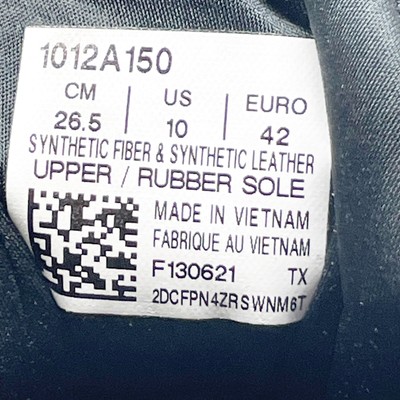 1012A150
CM US EURO
26.5 10 42
SYNTHETIC FIBER & SYNTHETIC LEATHER
UPPER / RUBBER SOLE
MADE IN VIETNAM
FABRIQUE AU VIETNAM
F130621 TX
2DCFPN4ZRSWNM6T